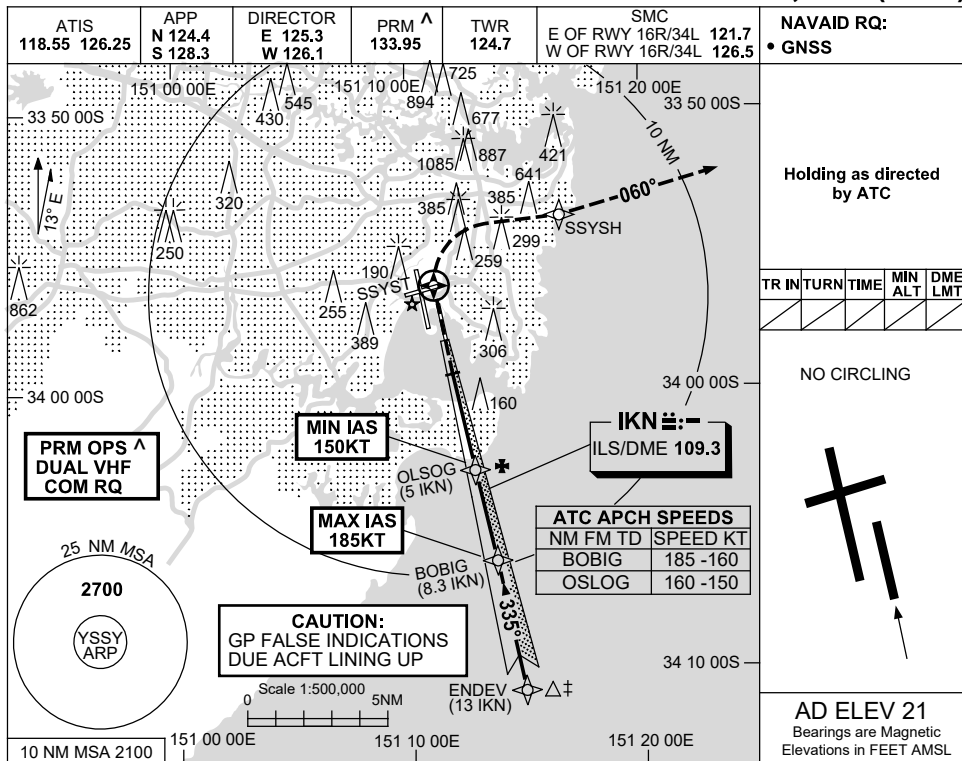 ATIS
118.55 126.25
APP
N 124.4
S 128.3
DIRECTOR
E 125.3
W 126.1
PRM ^
133.95
TWR
124.7
SMC
E OF RWY 16R/34L 121.7
W OF RWY 16R/34L 126.5
NAVAID RQ:
• GNSS
151 00 00E
151 10 00E
151 20 00E
33 50 00S
33 50 00S
545
430
725
894
677
1085
887
421
10 NM
13° E
320
250
641
385
385
060°
SSYSH
299
259
190
SSYST
862
255
389
306
34 00 00S
34 00 00S
160
Holding as directed
by ATC
TR IN
TURN
TIME
MIN
ALT
DME
LMT
NO CIRCLING
PRM OPS ^
DUAL VHF
COM RQ
MIN IAS
150KT
IKN
ILS/DME 109.3
OLSOG
(5 IKN)
MAX IAS
185KT
BOBIG
(8.3 IKN)
ATC APCH SPEEDS
NM FM TD SPEED KT
BOBIG 185 -160
OSLOG 160 -150
25 NM MSA
2700
YSSY
ARP
CAUTION:
GP FALSE INDICATIONS
DUE ACFT LINING UP
335°
34 10 00S
Scale 1:500,000
0 5NM
ENDEV
(13 IKN)
‡
10 NM MSA 2100
151 00 00E
151 10 00E
151 20 00E
AD ELEV 21
Bearings are Magnetic
Elevations in FEET AMSL